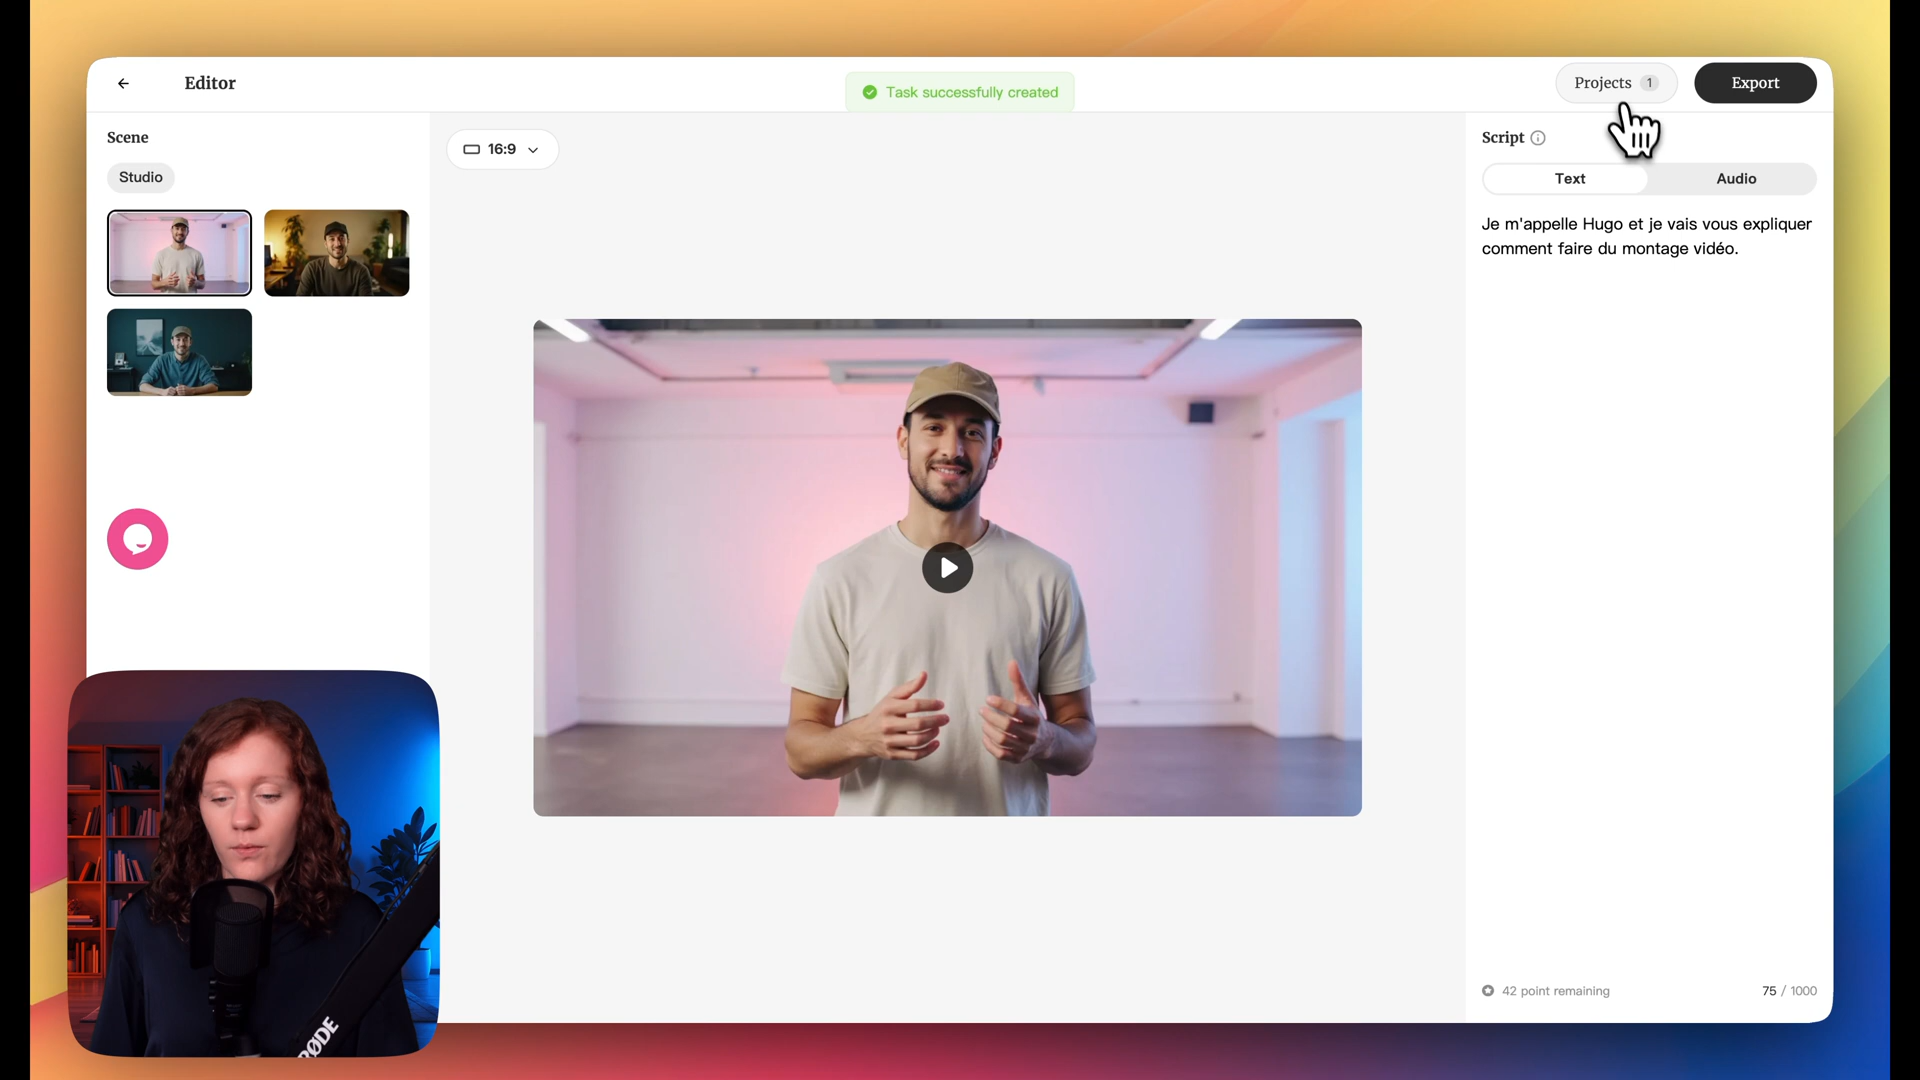 Editor
Task successfully created
Projects 1
Export
Scene
Studio
16:9
Script
Text
Audio
Je m'appelle Hugo et je vais vous expliquer
comment faire du montage vidéo.
42 point remaining
75 / 1000
RØDE